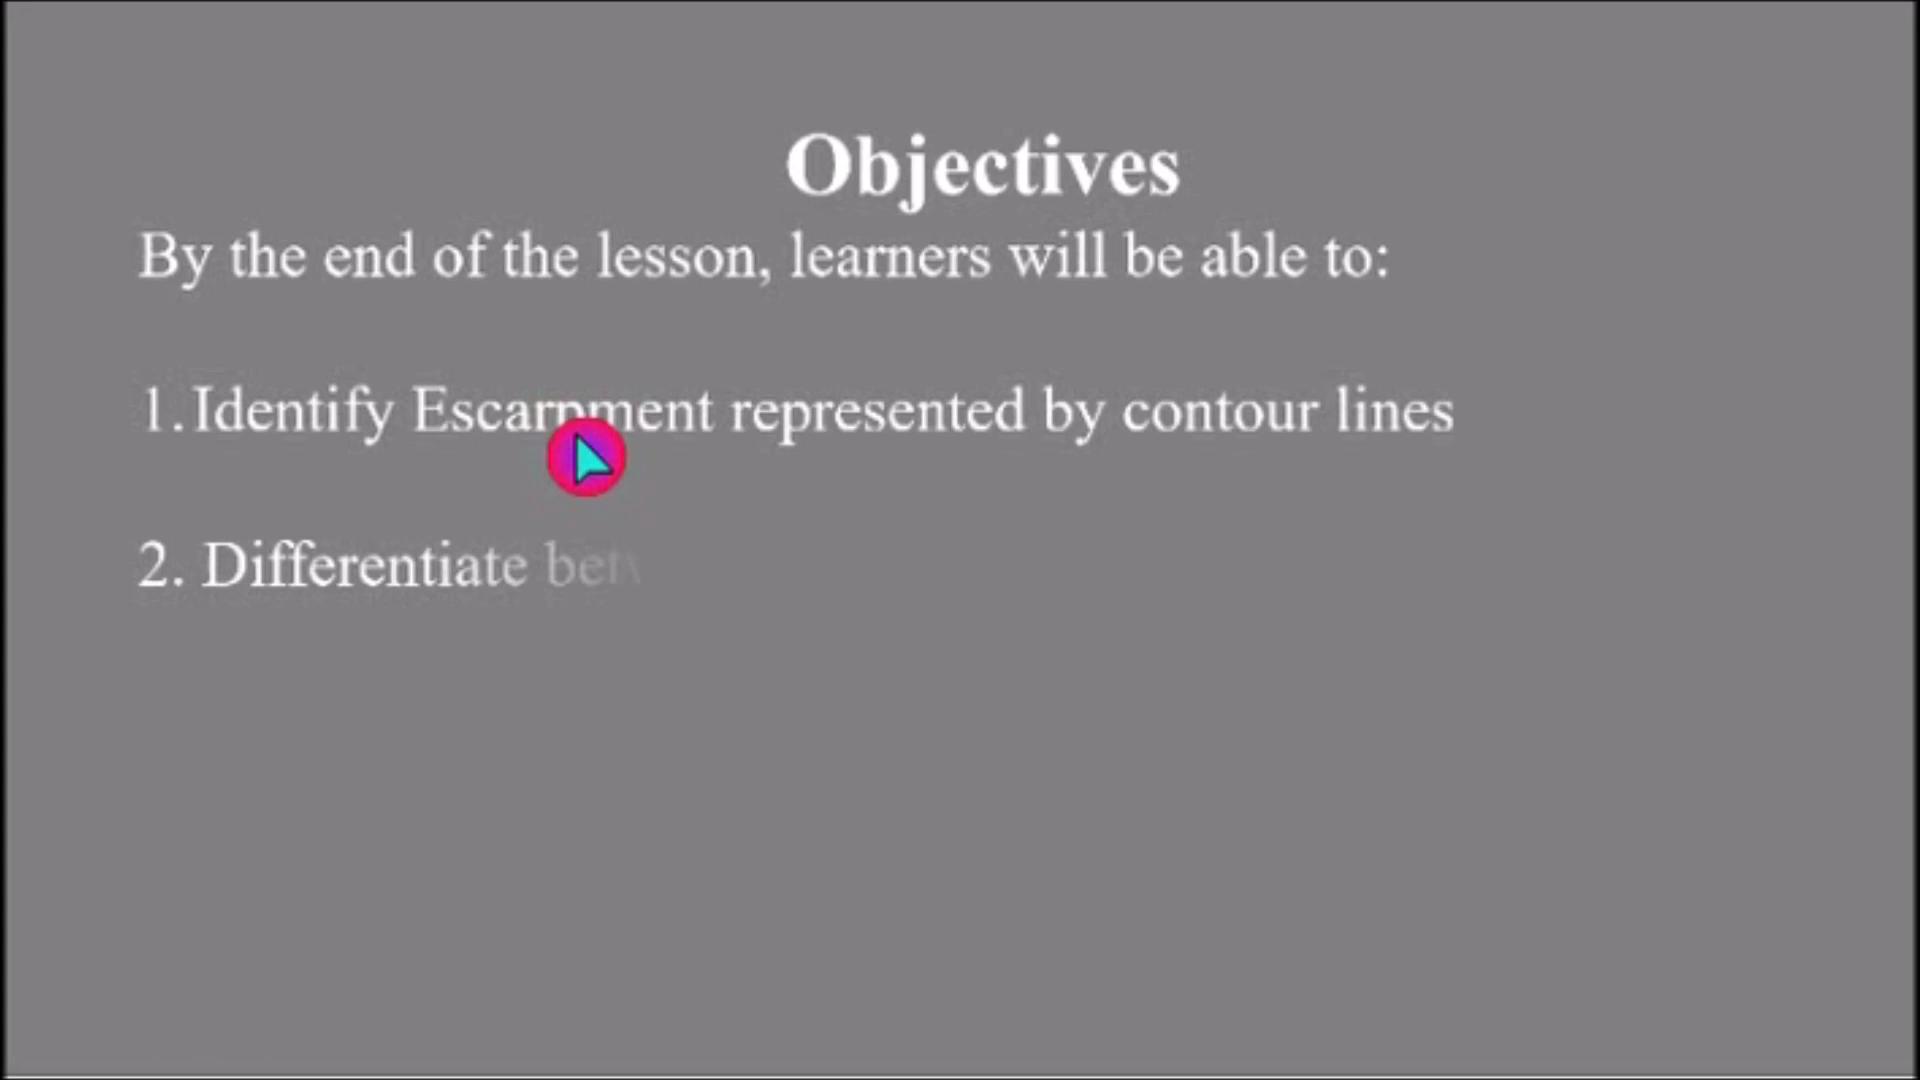 Objectives
By the end of the lesson, learners will be able to:
1. Identify Escarpment represented by contour lines
2. Differentiate